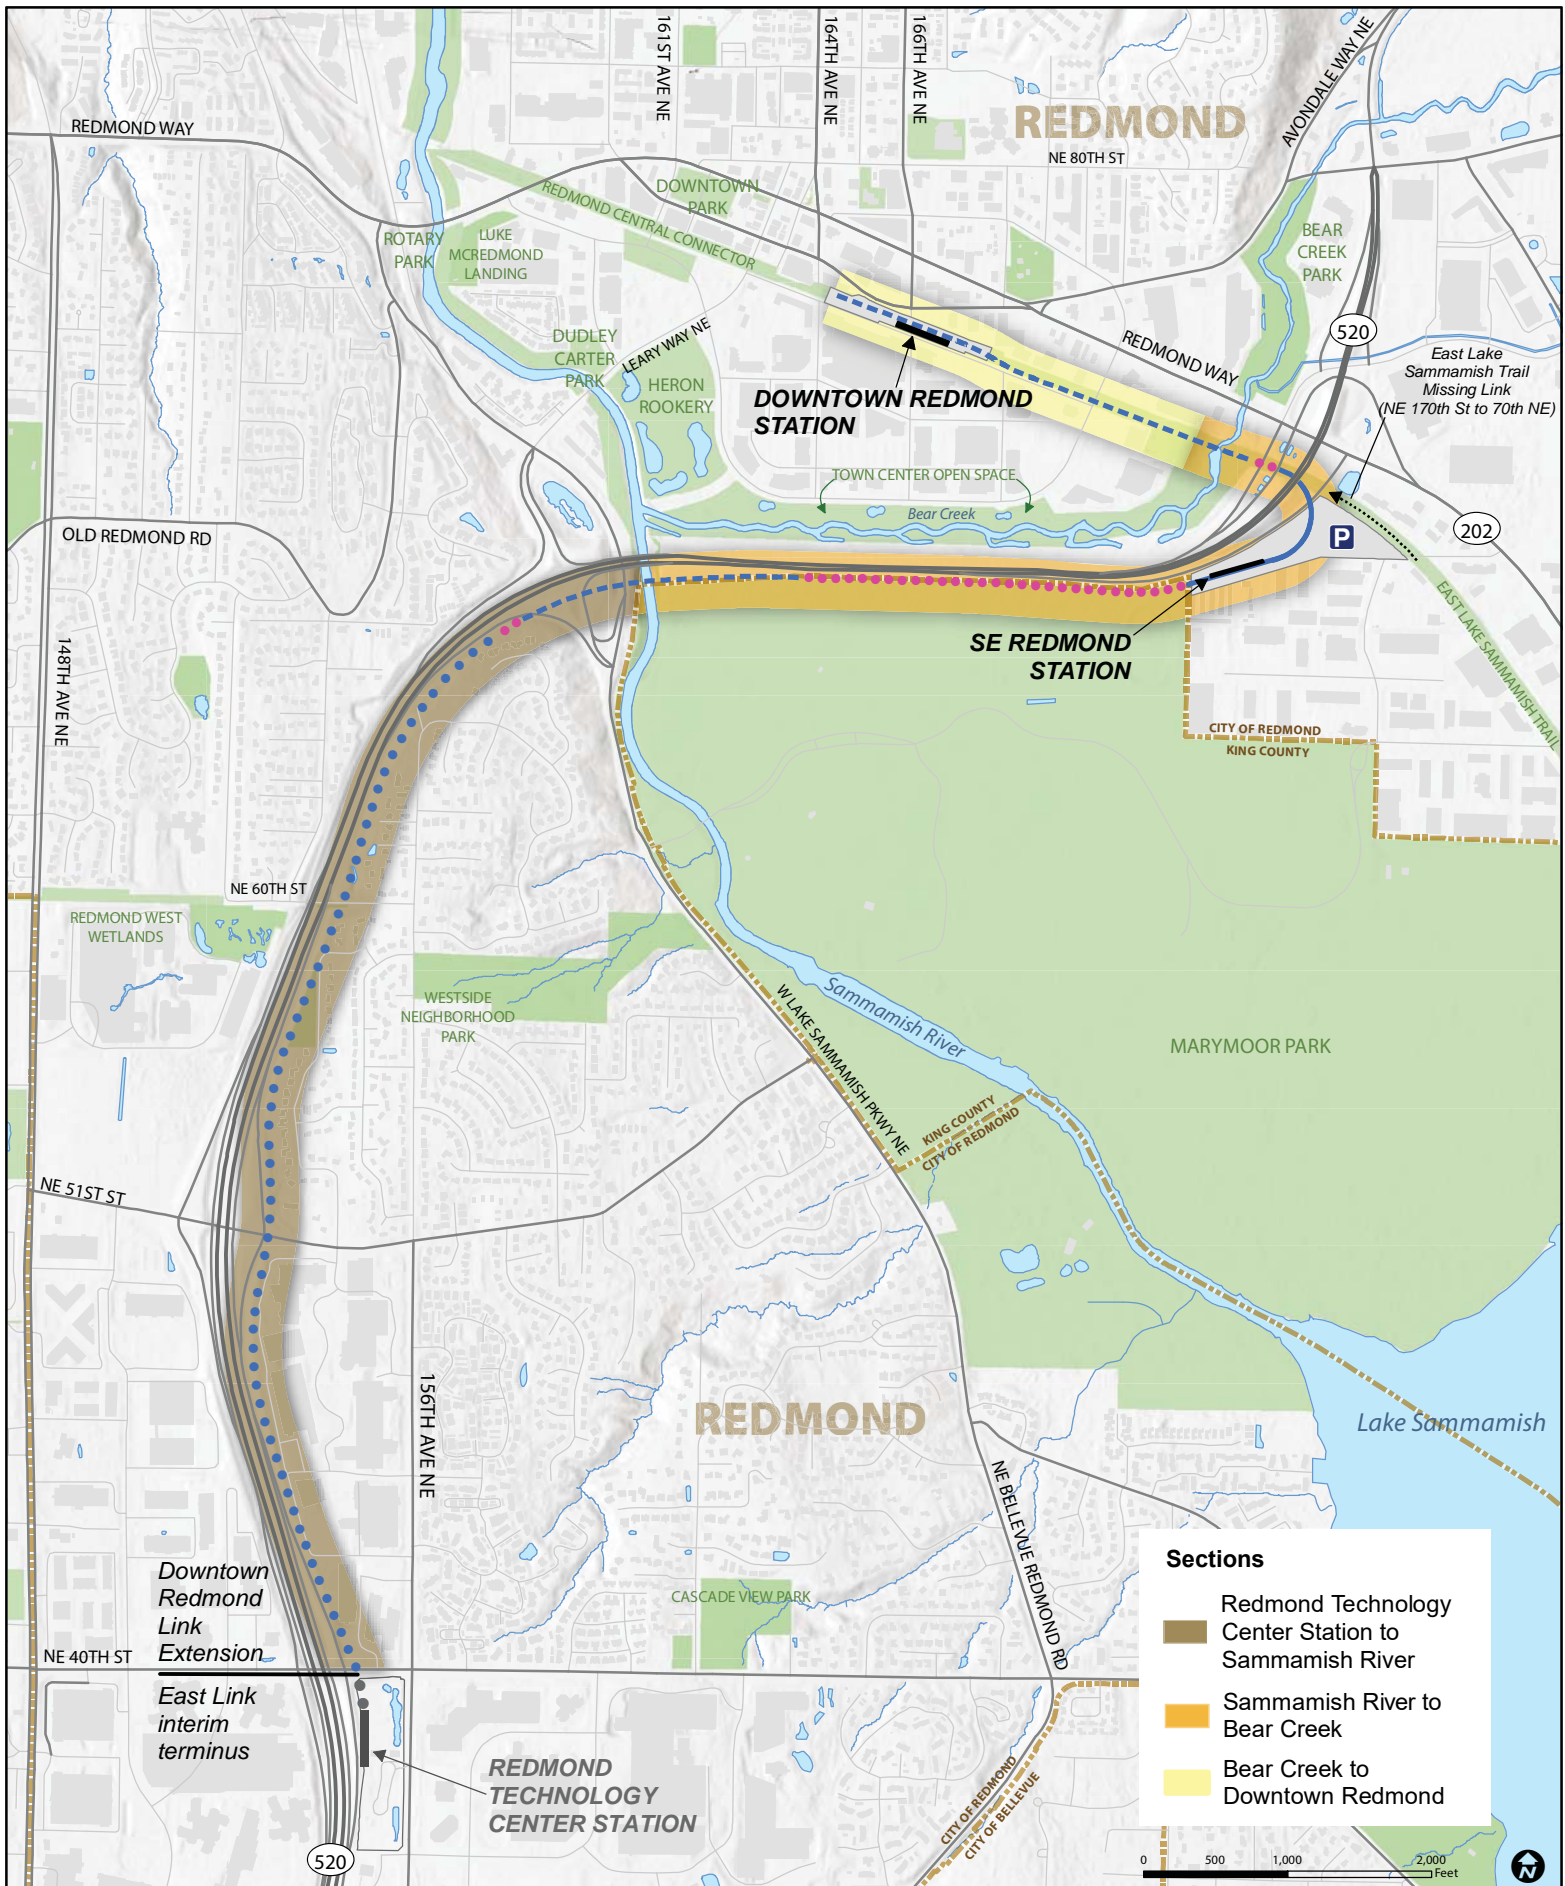 161ST AVE NE
164TH AVE NE
166TH AVE NE
AVONDALE WAY NE
REDMOND
REDMOND WAY
NE 80TH ST
DOWNTOWN
PARK
REDMOND CENTRAL CONNECTOR
ROTARY
PARK
LUKE
MCREDMOND
LANDING
BEAR
CREEK
PARK
DUDLEY
CARTER
PARK
LEARY WAY NE
HERON
ROOKERY
REDMOND WAY
520
East Lake
Sammamish Trail
Missing Link
(NE 170th St to 70th NE)
DOWNTOWN REDMOND
STATION
TOWN CENTER OPEN SPACE
Bear Creek
OLD REDMOND RD
P
202
EAST LAKE SAMMAMISH TRAIL
SE REDMOND
STATION
148TH AVE NE
CITY OF REDMOND
KING COUNTY
NE 60TH ST
REDMOND WEST
WETLANDS
WESTSIDE
NEIGHBORHOOD
PARK
W LAKE SAMMAMISH PKWY NE
Sammamish River
MARYMOOR PARK
KING COUNTY
CITY OF REDMOND
NE 51ST ST
156TH AVE NE
REDMOND
Lake Sammamish
NE BELLEVUE REDMOND RD
Downtown
Redmond
Link
Extension
NE 40TH ST
East Link
interim
terminus
CASCADE VIEW PARK
REDMOND
TECHNOLOGY
CENTER STATION
520
CITY OF REDMOND
CITY OF BELLEVUE
Sections
Redmond Technology
Center Station to
Sammamish River
Sammamish River to
Bear Creek
Bear Creek to
Downtown Redmond
0 500 1,000 2,000
Feet
N